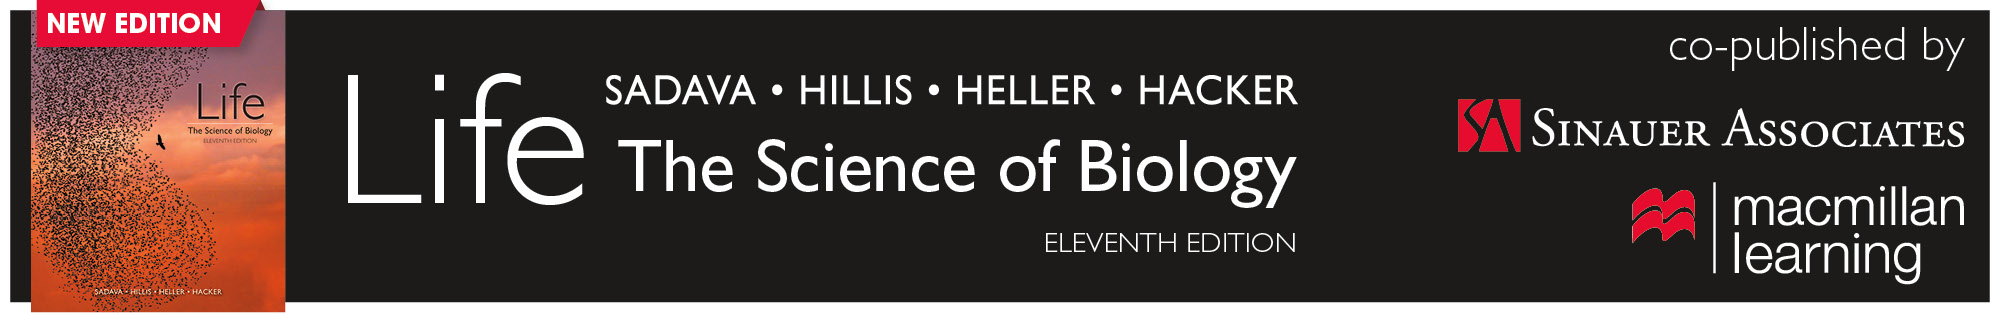 NEW EDITION
Life
The Science of Biology
ELEVENTH EDITION
SADAVA • HILLIS • HELLER • HACKER
Life
SADAVA • HILLIS • HELLER • HACKER
The Science of Biology
ELEVENTH EDITION
co-published by
SA SINAUER ASSOCIATES
macmillan
learning